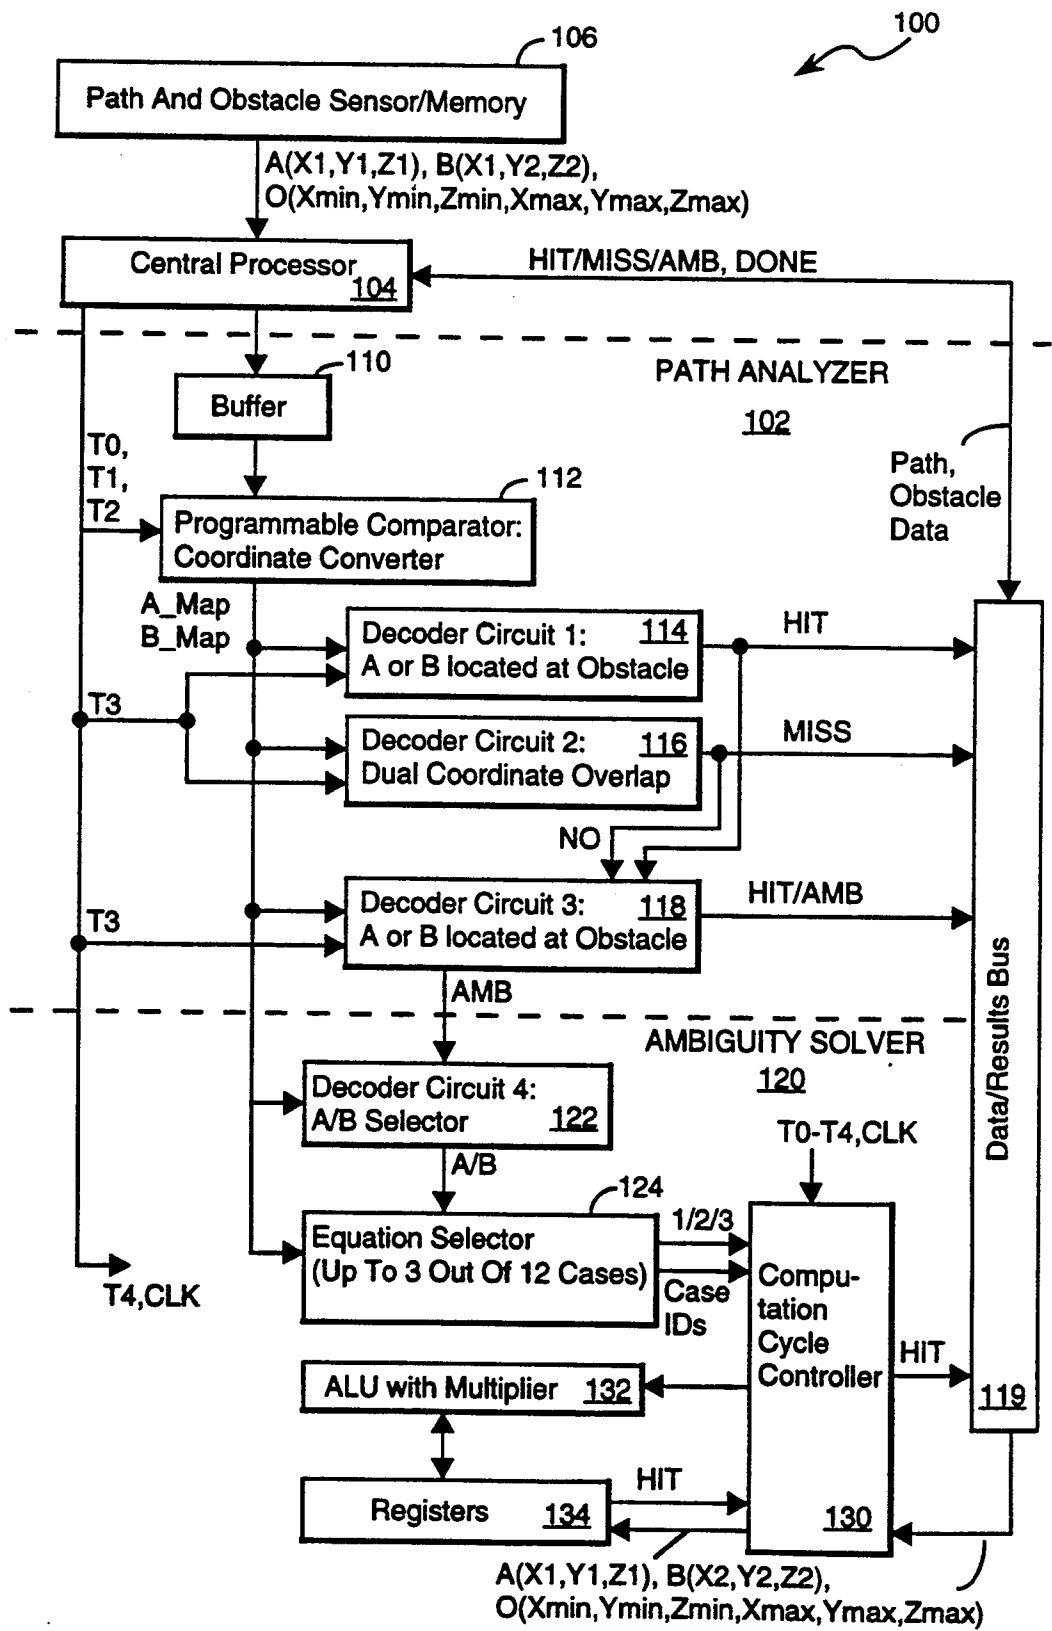 106
100
Path And Obstacle Sensor/Memory
A(X1,Y1,Z1), B(X1,Y2,Z2),
O(Xmin,Ymin,Zmin,Xmax,Ymax,Zmax)
Central Processor
104
HIT/MISS/AMB, DONE
110
PATH ANALYZER
102
Buffer
T0,
T1,
T2
Path,
Obstacle
Data
112
Programmable Comparator:
Coordinate Converter
A_Map
B_Map
Decoder Circuit 1: 114
A or B located at Obstacle
HIT
T3
Decoder Circuit 2: 116
Dual Coordinate Overlap
MISS
NO
Decoder Circuit 3: 118
A or B located at Obstacle
HIT/AMB
T3
AMB
Data/Results Bus
AMBIGUITY SOLVER
120
Decoder Circuit 4:
A/B Selector 122
T0-T4,CLK
A/B
124
Equation Selector
(Up To 3 Out Of 12 Cases)
1/2/3
Case
IDs
T4,CLK
Compu-
tation
Cycle
Controller
HIT
119
ALU with Multiplier 132
HIT
Registers 134
130
A(X1,Y1,Z1), B(X2,Y2,Z2),
O(Xmin,Ymin,Zmin,Xmax,Ymax,Zmax)